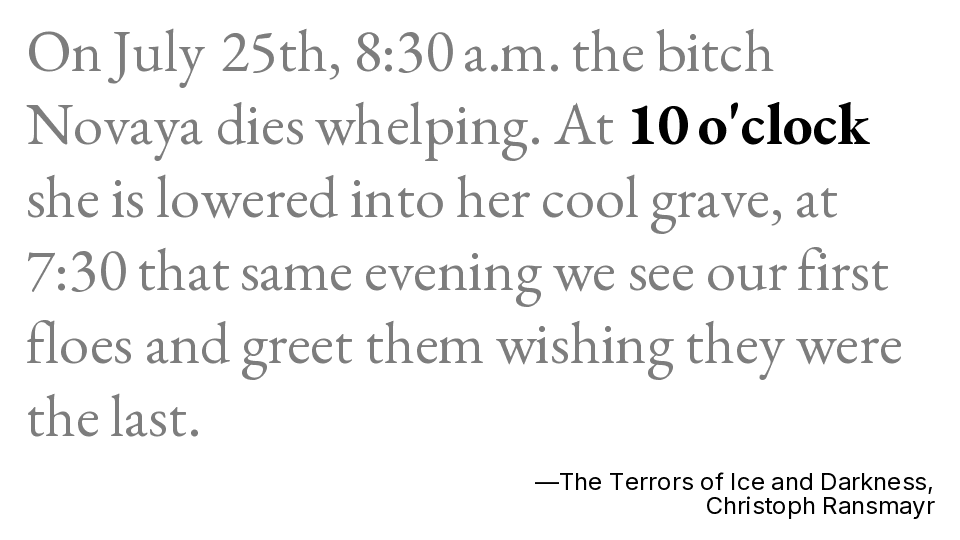 On July 25th, 8:30 a.m. the bitch
Novaya dies whelping. At 10 o'clock
she is lowered into her cool grave, at
7:30 that same evening we see our first
floes and greet them wishing they were
the last.
—The Terrors of Ice and Darkness,
Christoph Ransmayr